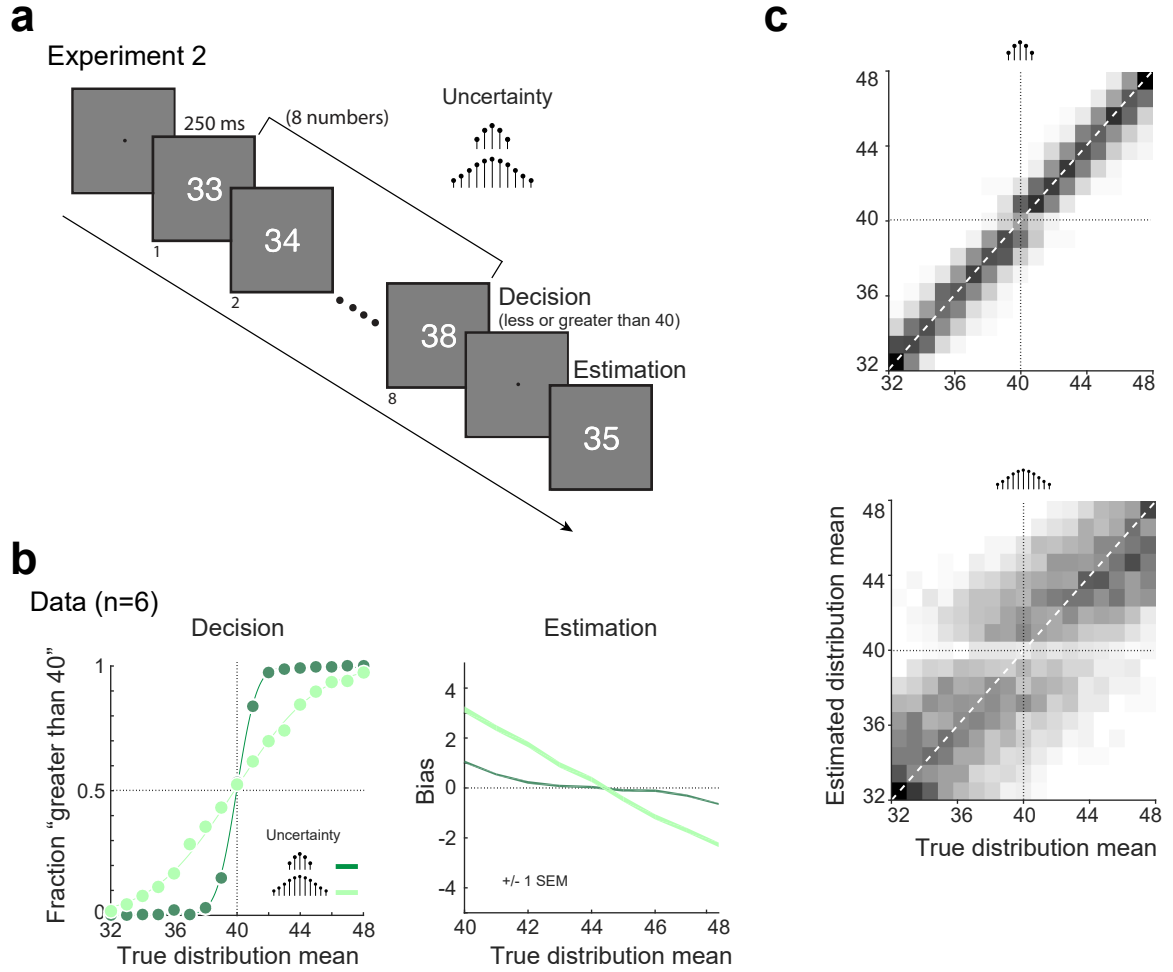 a
Experiment 2
250 ms
(8 numbers)
Uncertainty
33
1
34
2
38
8
Decision
(less or greater than 40)
Estimation
35
b
Data (n=6)
Decision
1
0.5
0
Fraction “greater than 40”
32
36
40
44
48
True distribution mean
Uncertainty
Estimation
4
2
0
-2
-4
Bias
+/- 1 SEM
40
42
44
46
48
True distribution mean
c
48
44
40
36
32
32
36
40
44
48
48
44
40
36
32
Estimated distribution mean
32
36
40
44
48
True distribution mean